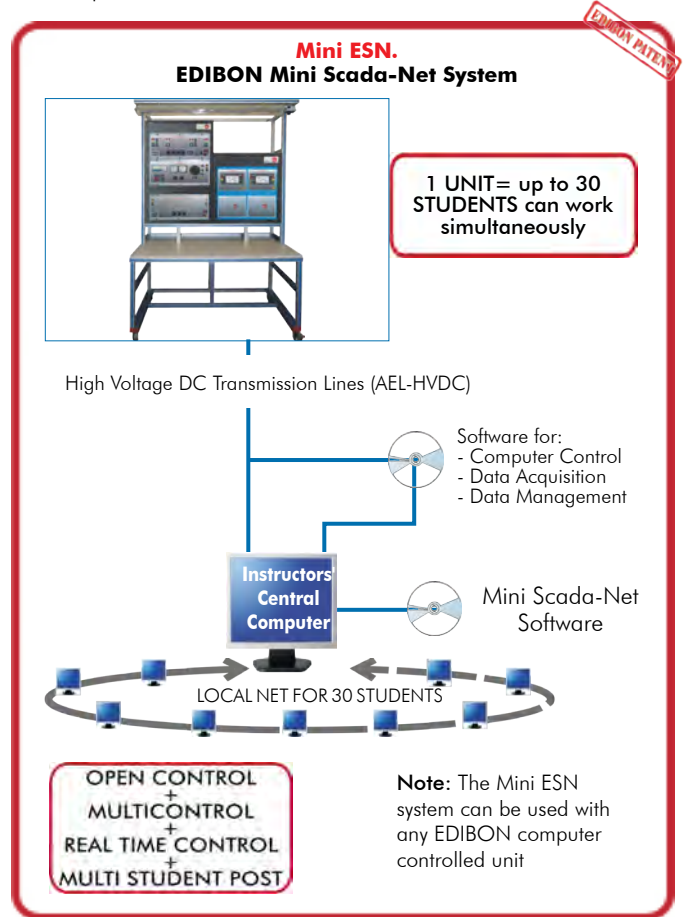 EDIBON PATENT
Mini ESN.
EDIBON Mini Scada-Net System
1 UNIT= up to 30
STUDENTS can work
simultaneously
High Voltage DC Transmission Lines (AEL-HVDC)
Software for:
- Computer Control
- Data Acquisition
- Data Management
Instructors'
Central
Computer
Mini Scada-Net
Software
LOCAL NET FOR 30 STUDENTS
OPEN CONTROL
+
MULTICONTROL
+
REAL TIME CONTROL
+
MULTI STUDENT POST
Note: The Mini ESN
system can be used with
any EDIBON computer
controlled unit